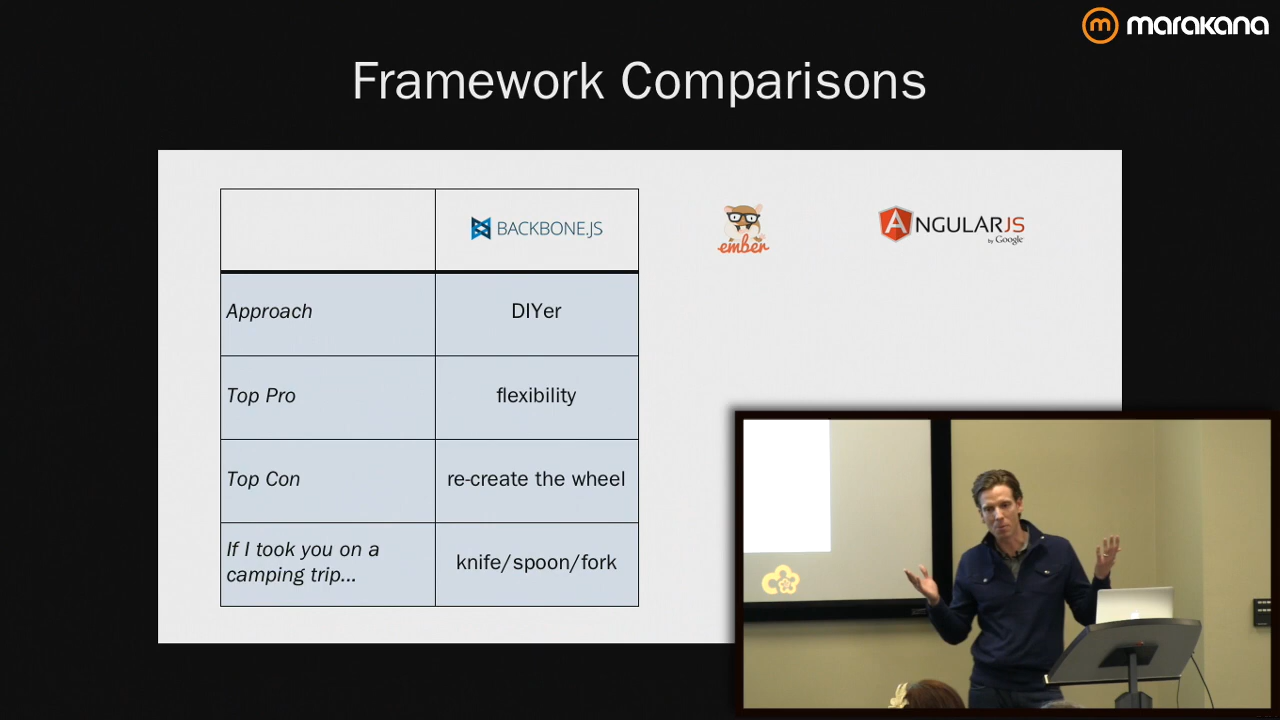 marakana
Framework Comparisons
BACKBONE.JS
ember
ANGULARJS
by Google
Approach
DIYer
Top Pro
flexibility
Top Con
re-create the wheel
If I took you on a
camping trip...
knife/spoon/fork